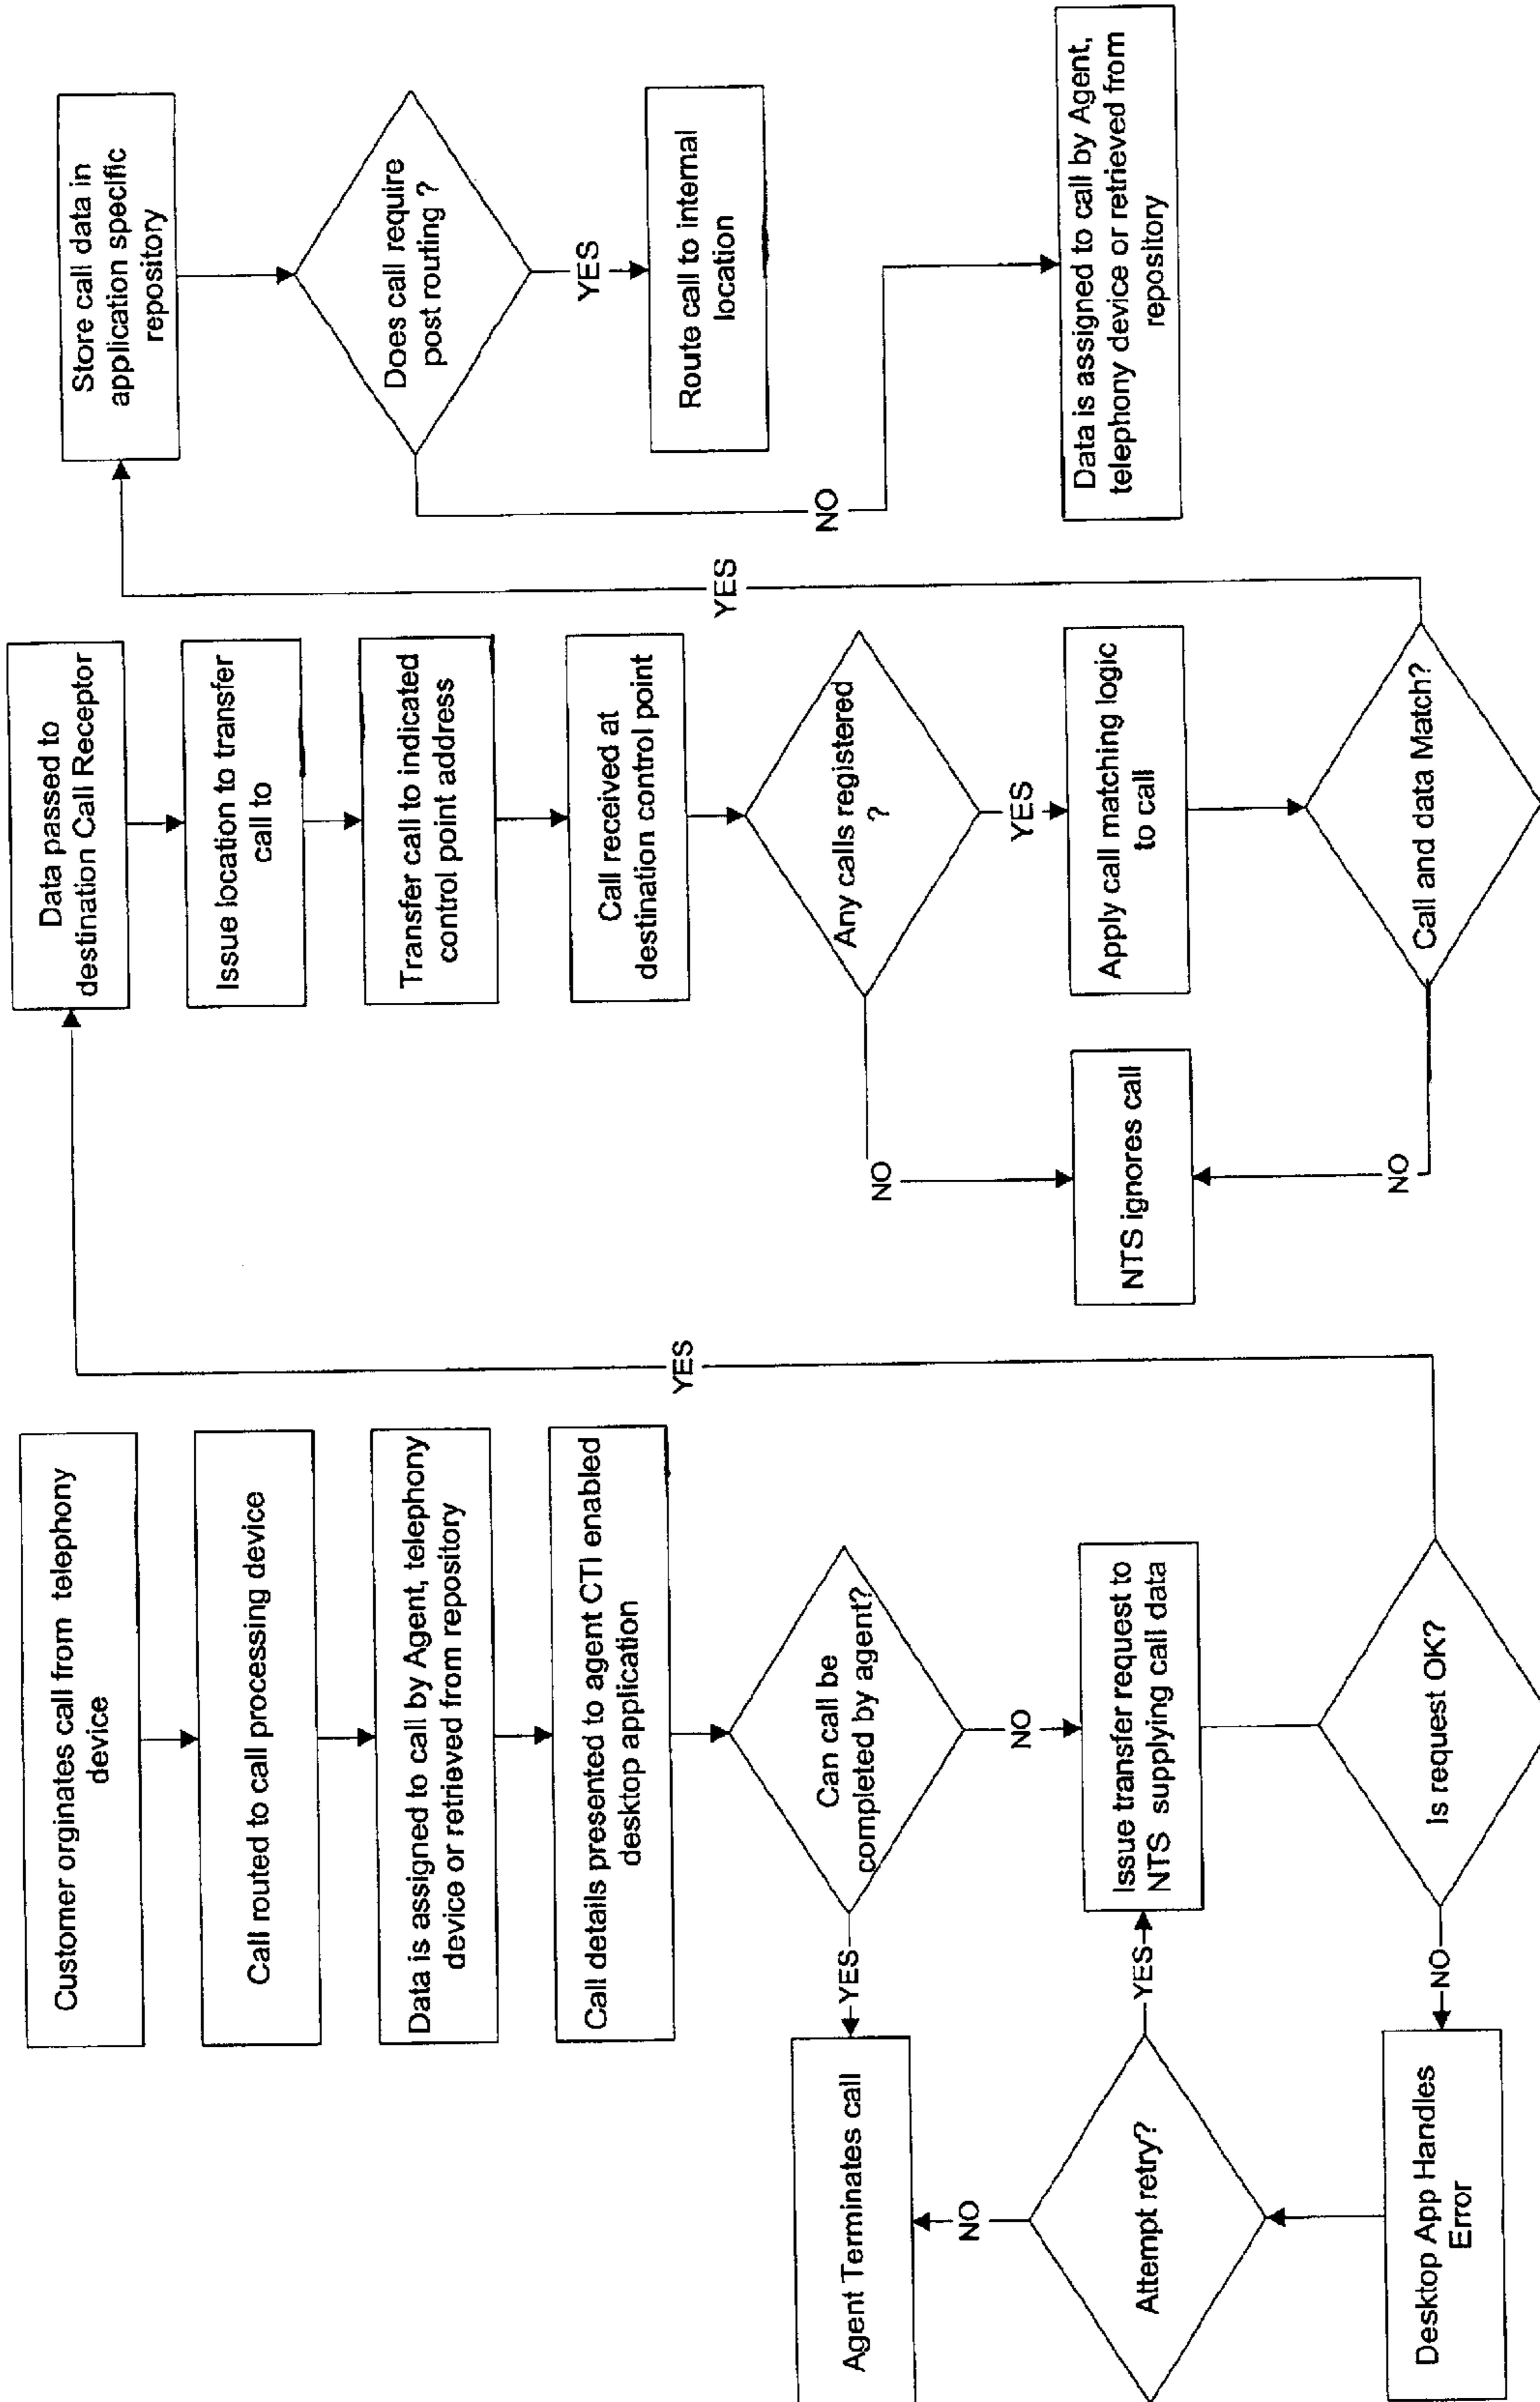 Customer orginates call from telephony
device
Call routed to call processing device
Data is assigned to call by Agent, telephony
device or retrieved from repository
Call details presented to agent CTI enabled
desktop application
Can call be
completed by agent?
YES
Agent Terminates call
NO
Issue transfer request to
NTS supplying call data
Is request OK?
NO
Desktop App Handles
Error
Attempt retry?
YES
NO
YES
Data passed to
destination Call Receptor
Issue location to transfer
call to
Transfer call to indicated
control point address
Call received at
destination control point
Any calls registered
?
NO
NTS ignores call
YES
Apply call matching logic
to call
Call and data Match?
NO
YES
Store call data in
application specific
repository
Does call require
post routing ?
YES
Route call to internal
location
NO
Data is assigned to call by Agent,
telephony device or retrieved from
repository